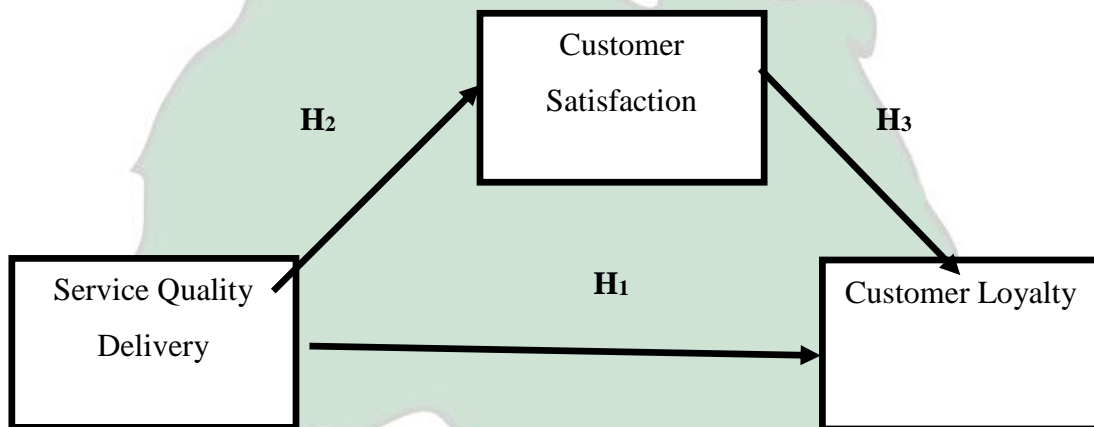 Customer
Satisfaction
H₂
H₃
Service Quality
Delivery
H₁
Customer Loyalty